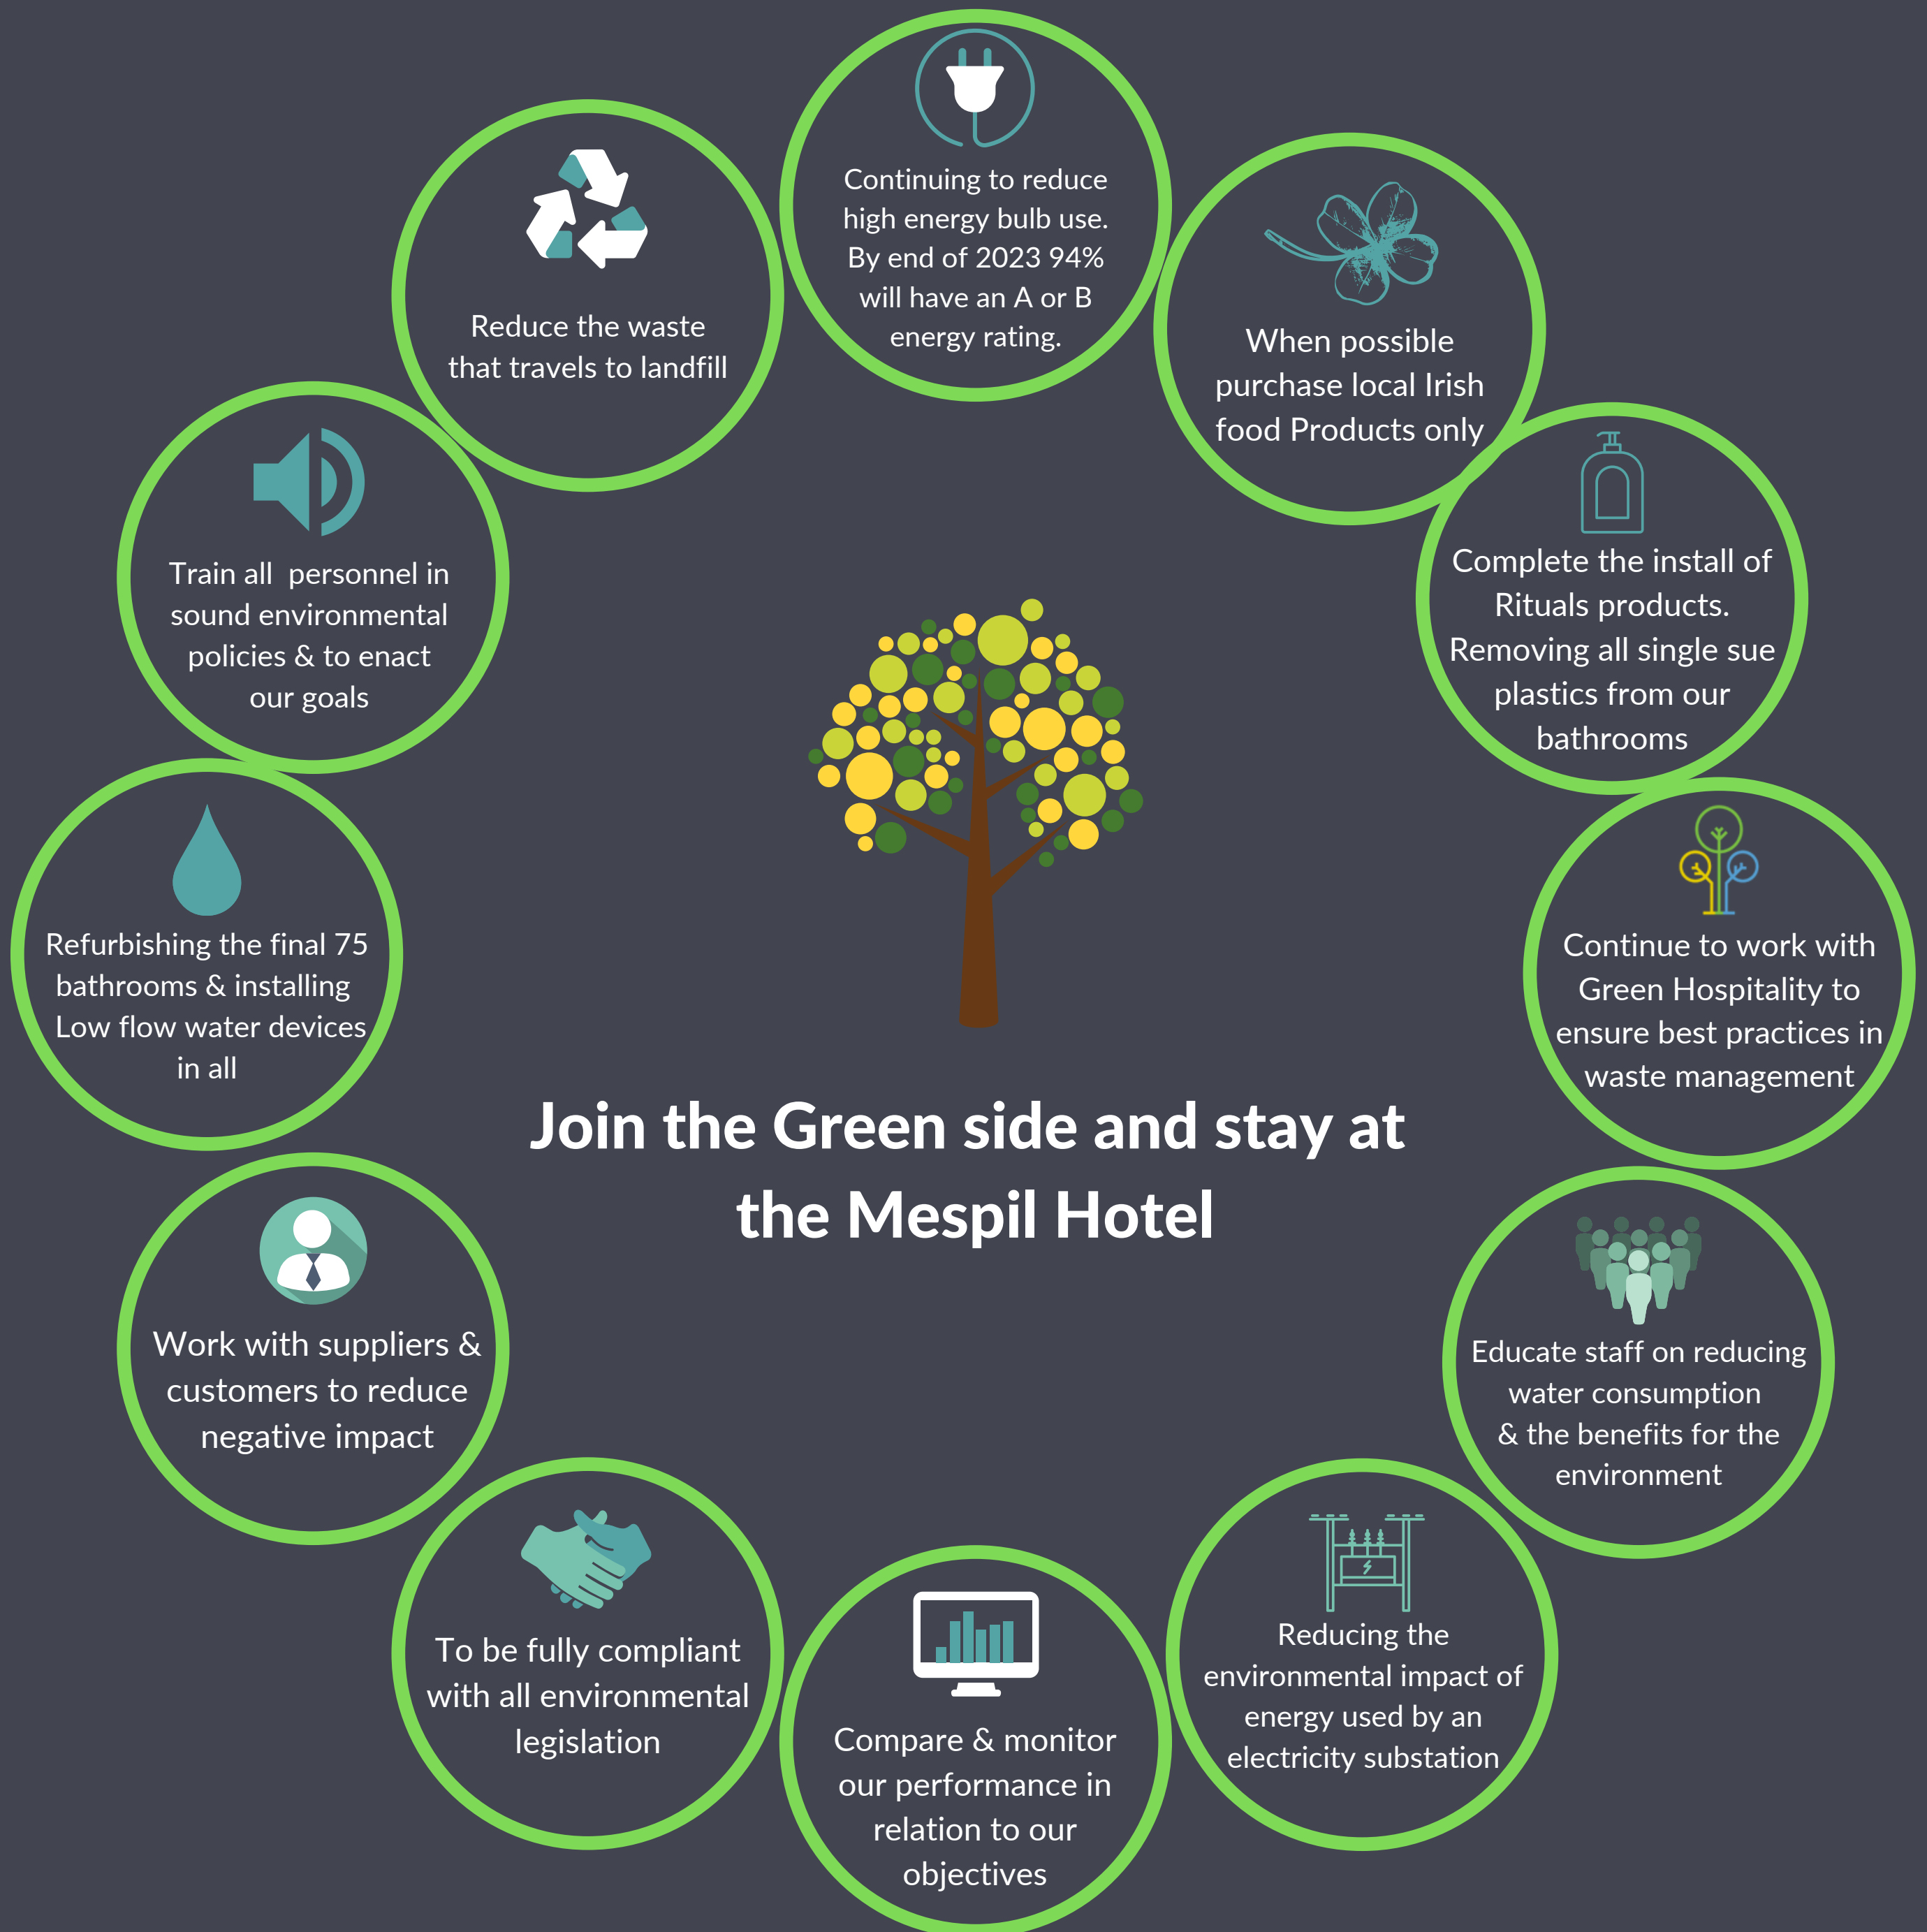 Continuing to reduce
high energy bulb use.
By end of 2023 94%
will have an A or B
energy rating.
When possible
purchase local Irish
food Products only
Complete the install of
Rituals products.
Removing all single sue
plastics from our
bathrooms
Continue to work with
Green Hospitality to
ensure best practices in
waste management
Educate staff on reducing
water consumption
& the benefits for the
environment
Reducing the
environmental impact of
energy used by an
electricity substation
Compare & monitor
our performance in
relation to our
objectives
To be fully compliant
with all environmental
legislation
Work with suppliers &
customers to reduce
negative impact
Refurbishing the final 75
bathrooms & installing
Low flow water devices
in all
Train all  personnel in
sound environmental
policies & to enact
our goals
Reduce the waste
that travels to landfill
Join the Green side and stay at
the Mespil Hotel